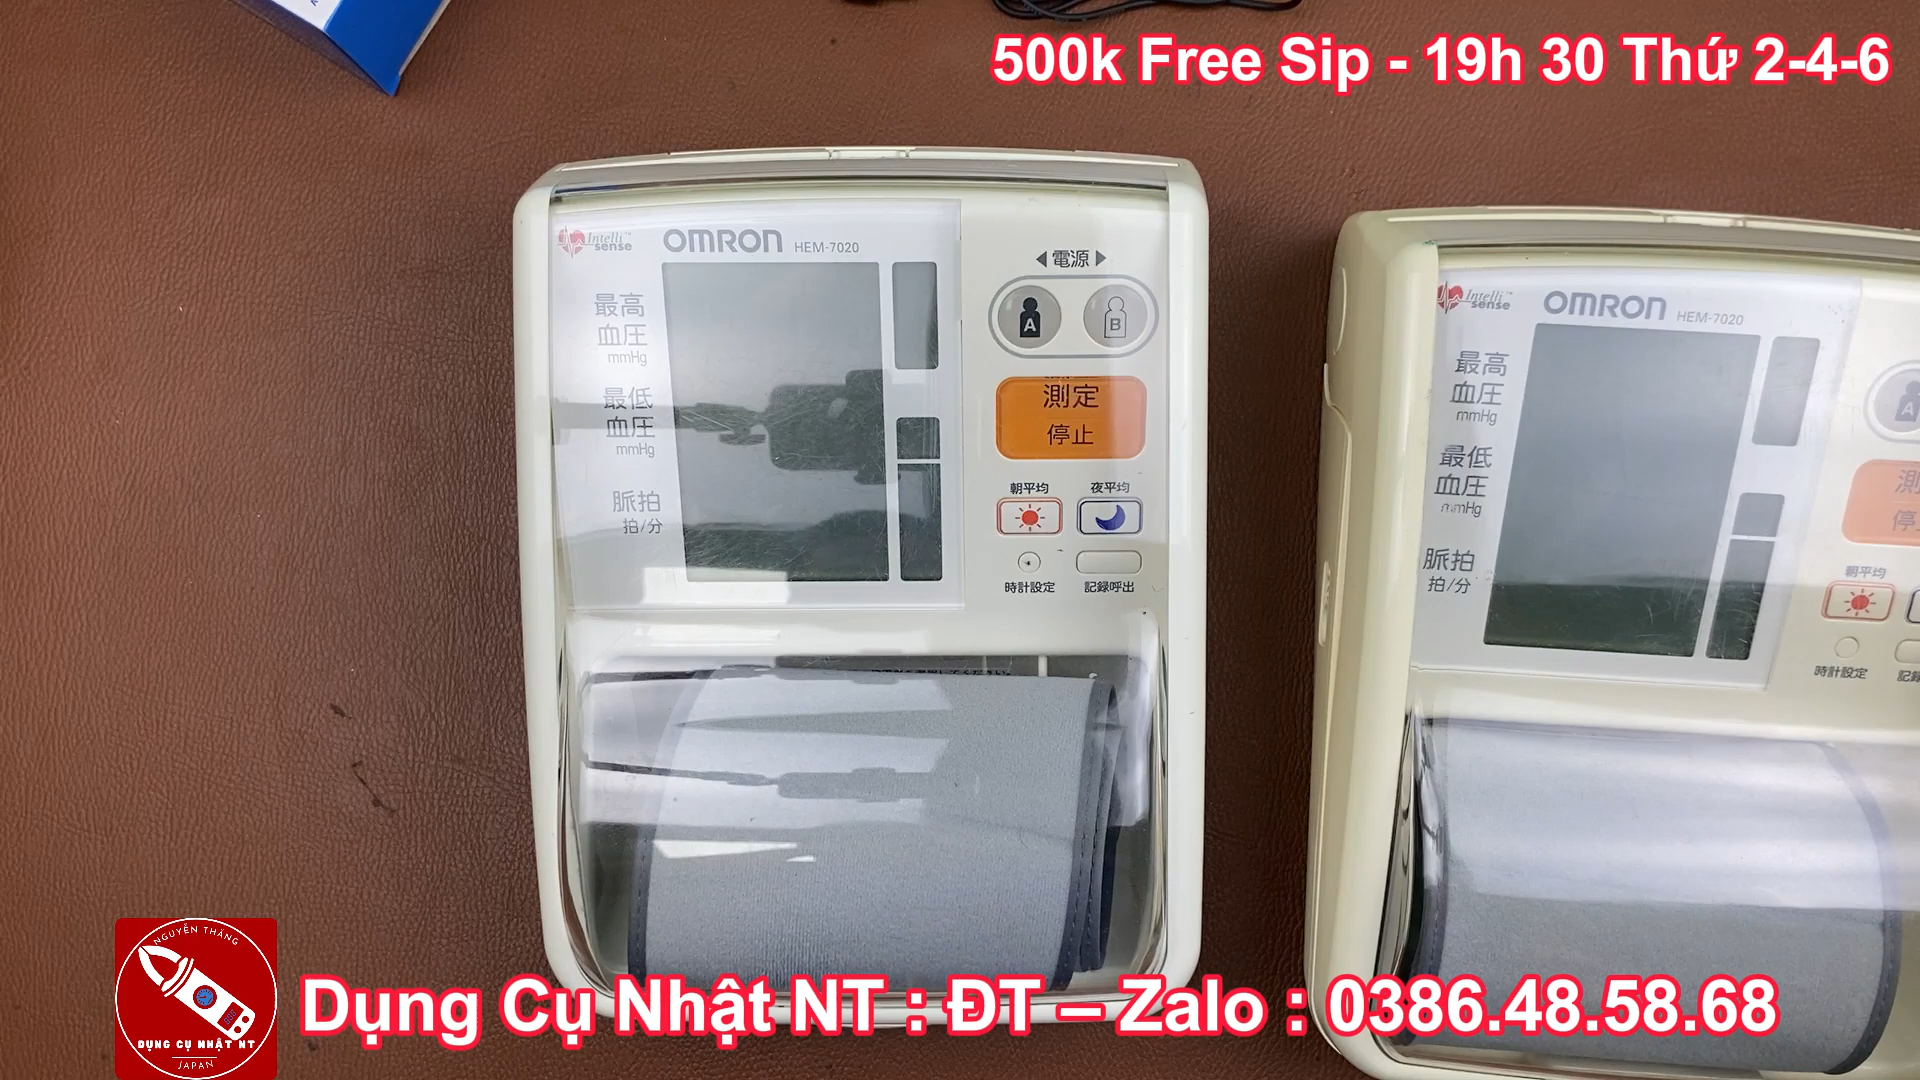 500k Free Sip - 19h 30 Thứ 2-4-6
Intelli sense
OMRON HEM-7020
電源
A B
最高
血圧
mmHg
測定
停止
最低
血圧
mmHg
朝平均 夜平均
脈拍
拍/分
時計設定 記録呼出
Intelli sense
OMRON HEM-7020
最高
血圧
mmHg
A
最低
血圧
mmHg
朝平均
脈拍
拍/分
時計設定
NGUYỄN THẮNG
DỤNG CỤ NHẬT NT
JAPAN
Dụng Cụ Nhật NT : ĐT – Zalo : 0386.48.58.68